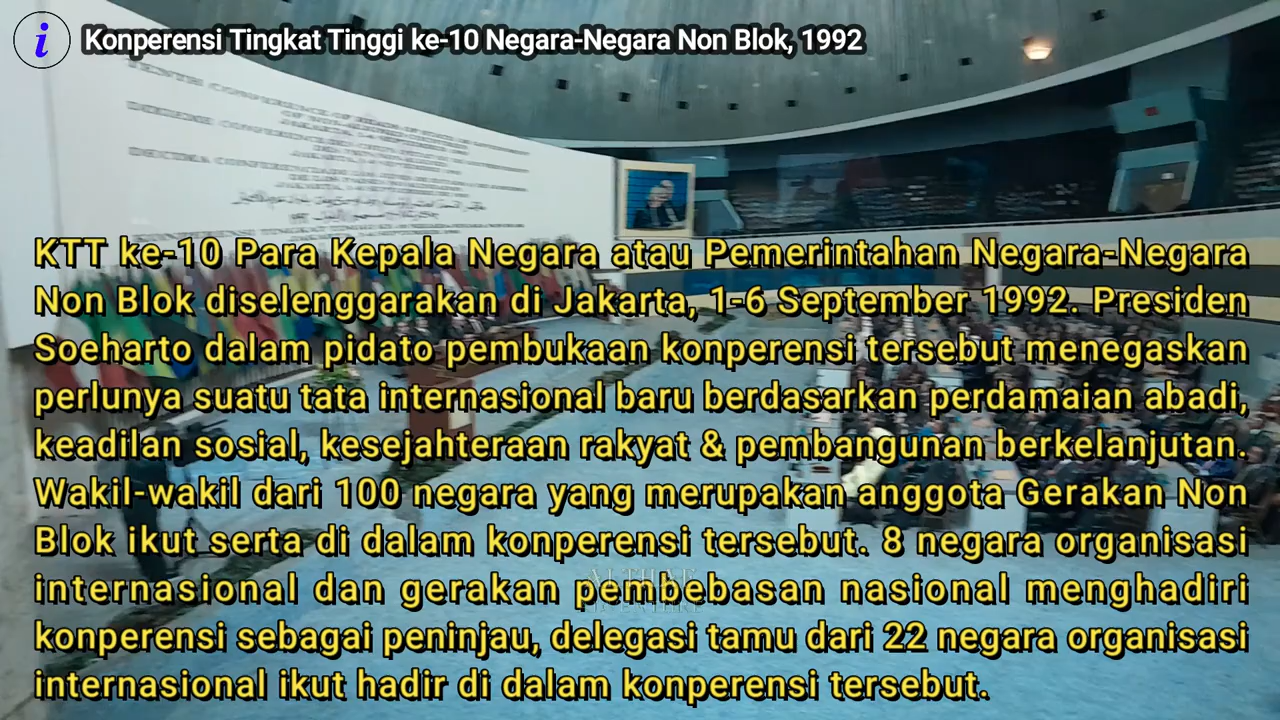 i Konperensi Tingkat Tinggi ke-10 Negara-Negara Non Blok, 1992
KTT ke-10 Para Kepala Negara atau Pemerintahan Negara-Negara
Non Blok diselenggarakan di Jakarta, 1-6 September 1992. Presiden
Soeharto dalam pidato pembukaan konperensi tersebut menegaskan
perlunya suatu tata internasional baru berdasarkan perdamaian abadi,
keadilan sosial, kesejahteraan rakyat & pembangunan berkelanjutan.
Wakil-wakil dari 100 negara yang merupakan anggota Gerakan Non
Blok ikut serta di dalam konperensi tersebut. 8 negara organisasi
internasional dan gerakan pembebasan nasional menghadiri
konperensi sebagai peninjau, delegasi tamu dari 22 negara organisasi
internasional ikut hadir di dalam konperensi tersebut.